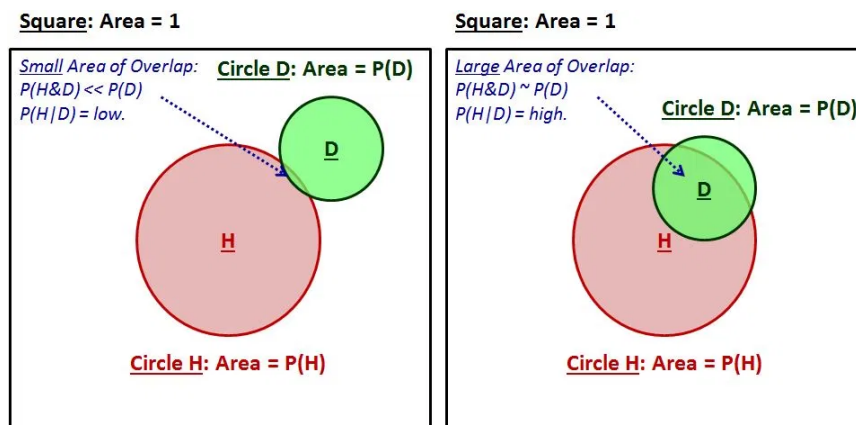 Square: Area = 1
Small Area of Overlap:
P(H&D) << P(D)
P(H|D) = low.
Circle D: Area = P(D)
D
H
Circle H: Area = P(H)
Square: Area = 1
Large Area of Overlap:
P(H&D) ~ P(D)
P(H|D) = high.
Circle D: Area = P(D)
D
H
Circle H: Area = P(H)